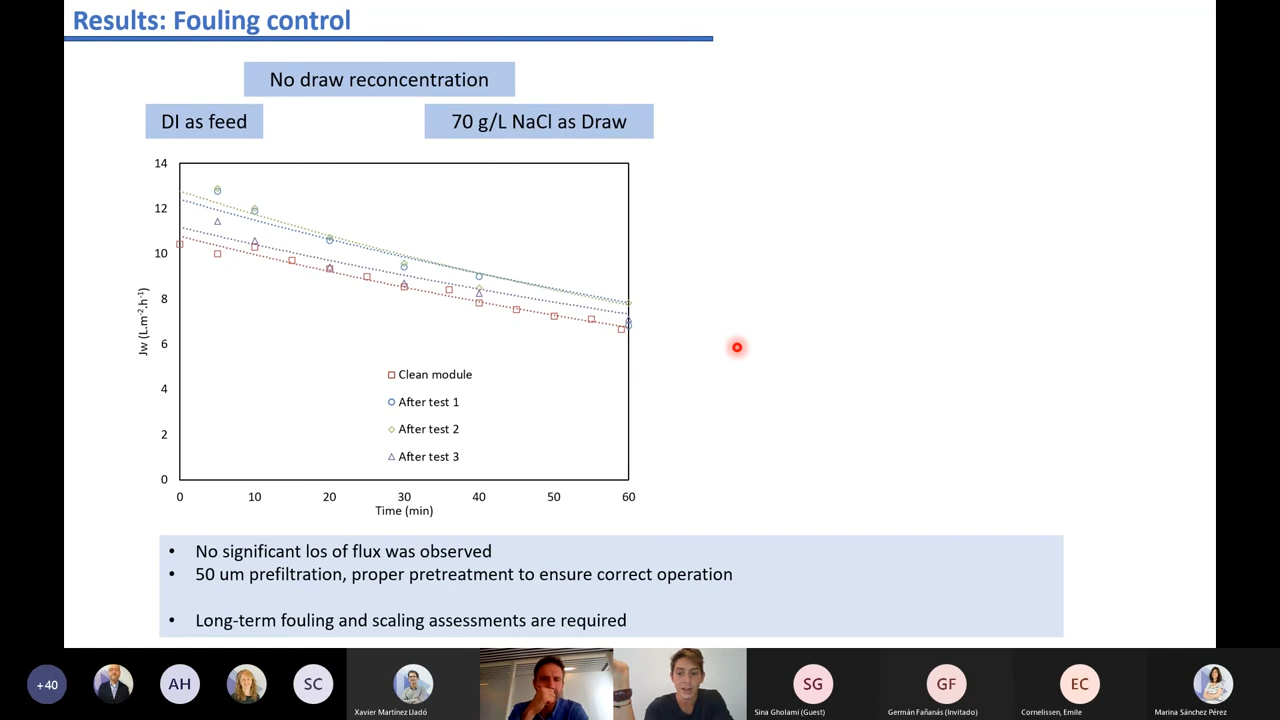 Results: Fouling control
No draw reconcentration
DI as feed
70 g/L NaCl as Draw
14
12
10
8
6
4
2
0
Jw (L.m⁻².h⁻¹)
0 10 20 30 40 50 60
Time (min)
Clean module
After test 1
After test 2
After test 3
• No significant los of flux was observed
• 50 um prefiltration, proper pretreatment to ensure correct operation
• Long-term fouling and scaling assessments are required
+40
AH
SC
SG
GF
EC
Xavier Martínez Lladó
Sina Gholami (Guest)
Germán Fañanás (Invitado)
Cornelissen, Emile
Marina Sánchez Pérez